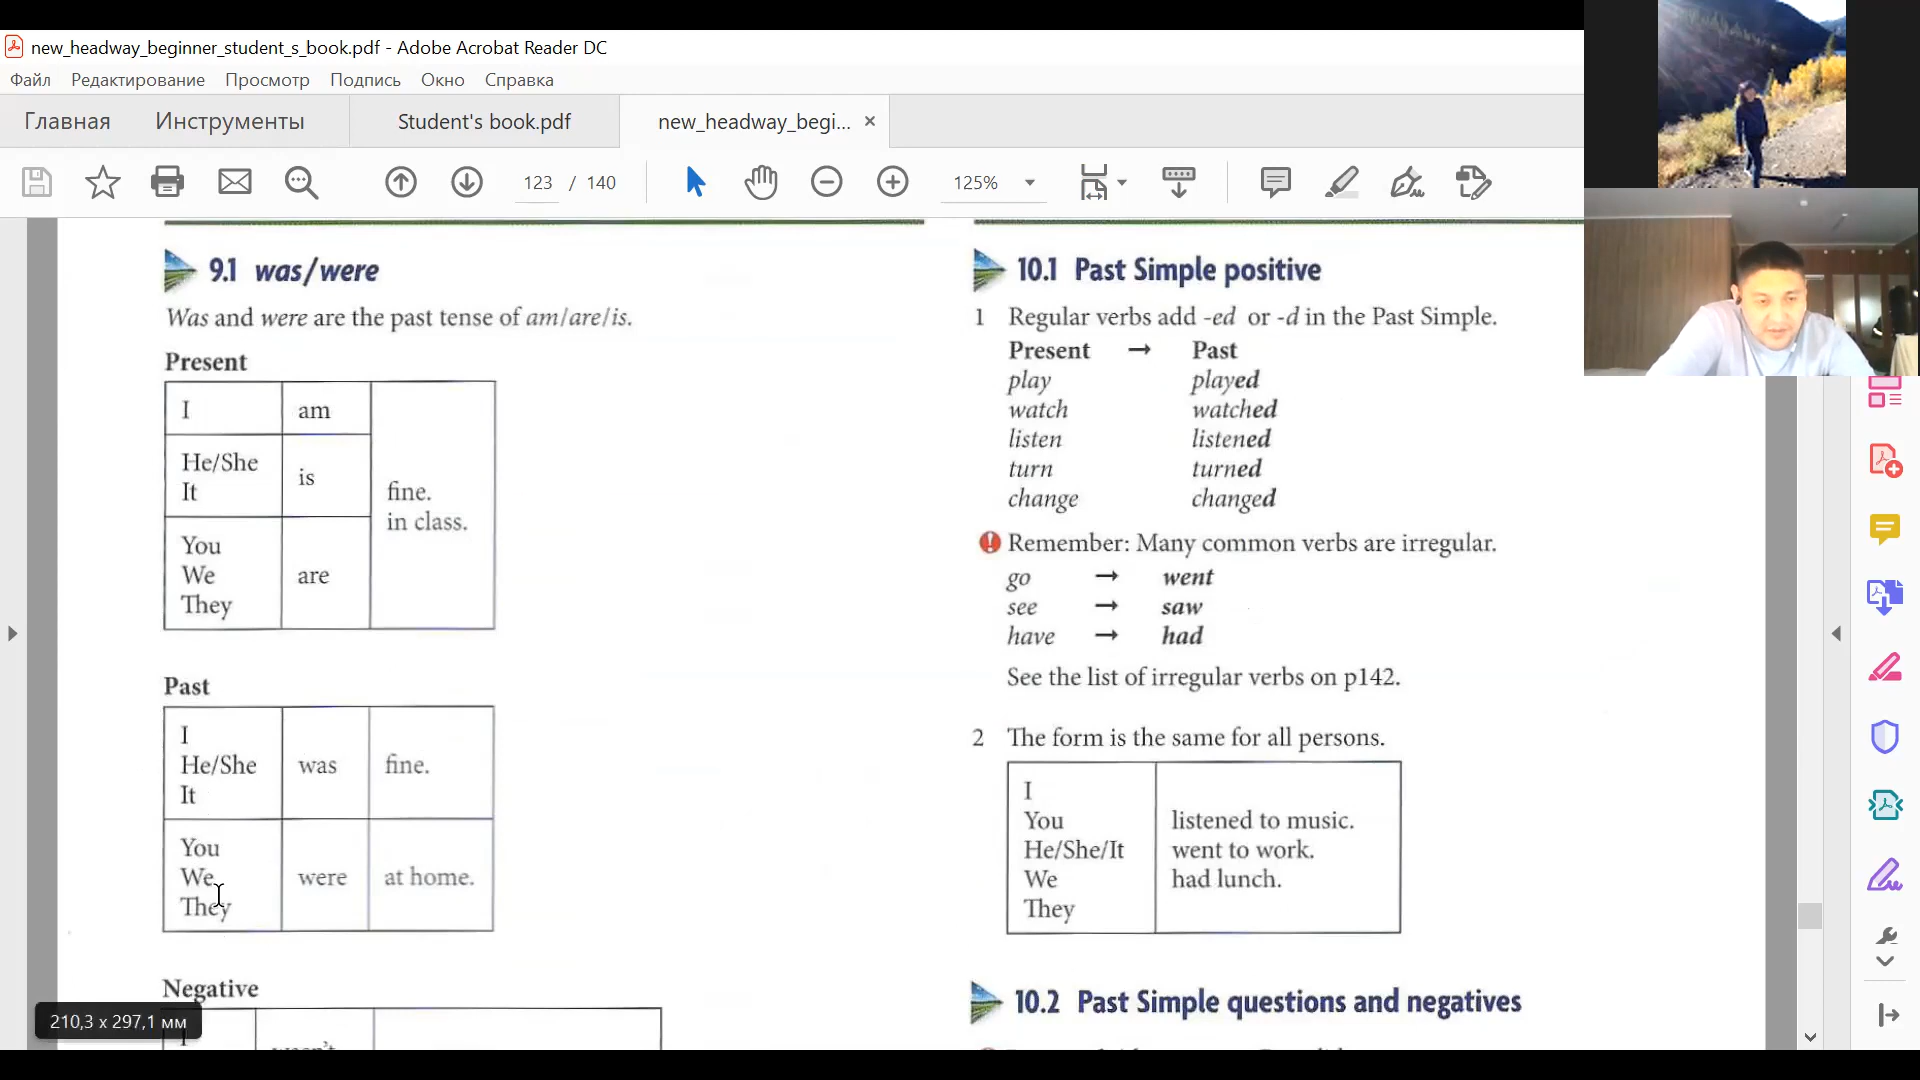 new_headway_beginner_student_s_book.pdf - Adobe Acrobat Reader DC
Файл Редактирование Просмотр Подпись Окно Справка
Главная Инструменты Student's book.pdf new_headway_begi... ×
123 / 140 125%
9.1 was/were
Was and were are the past tense of am/are/is.
Present
I am
He/She
It
is
fine.
in class.
You
We
They
are
Past
I
He/She
It
was fine.
You
We
They
were at home.
Negative
I wasn't
210,3 x 297,1 мм
10.1 Past Simple positive
1 Regular verbs add -ed or -d in the Past Simple.
Present → Past
play played
watch watched
listen listened
turn turned
change changed
Remember: Many common verbs are irregular.
go → went
see → saw
have → had
See the list of irregular verbs on p142.
2 The form is the same for all persons.
I
You
He/She/It
We
They
listened to music.
went to work.
had lunch.
10.2 Past Simple questions and negatives